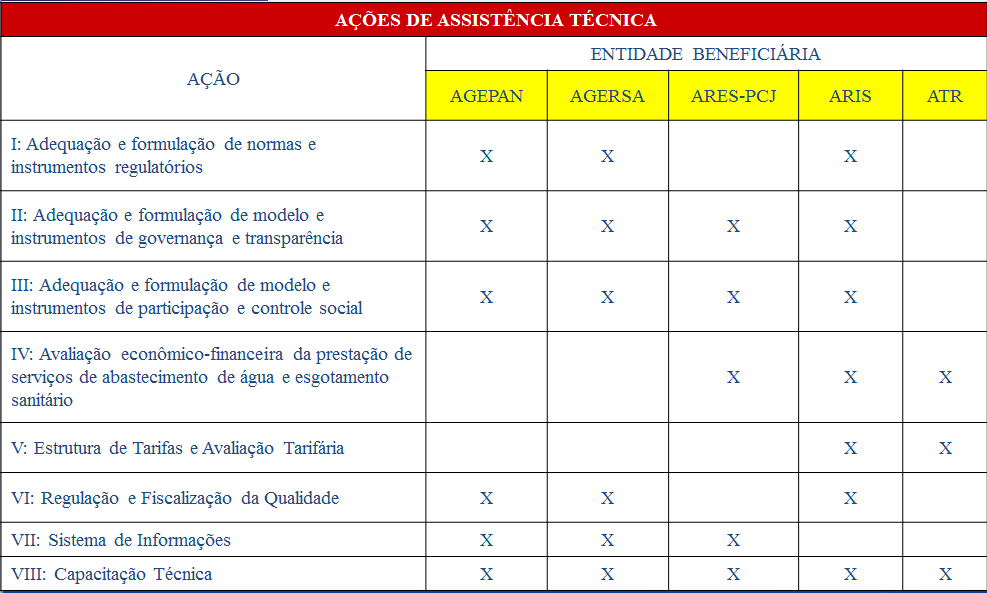 AÇÕES DE ASSISTÊNCIA TÉCNICA
AÇÃO
ENTIDADE BENEFICIÁRIA
AGEPAN AGERSA ARES-PCJ ARIS ATR
I: Adequação e formulação de normas e
instrumentos regulatórios
X X X
II: Adequação e formulação de modelo e
instrumentos de governança e transparência
X X X X
III: Adequação e formulação de modelo e
instrumentos de participação e controle social
X X X X
IV: Avaliação econômico-financeira da prestação de
serviços de abastecimento de água e esgotamento
sanitário
X X X
V: Estrutura de Tarifas e Avaliação Tarifária X X
VI: Regulação e Fiscalização da Qualidade X X X
VII: Sistema de Informações X X X
VIII: Capacitação Técnica X X X X X